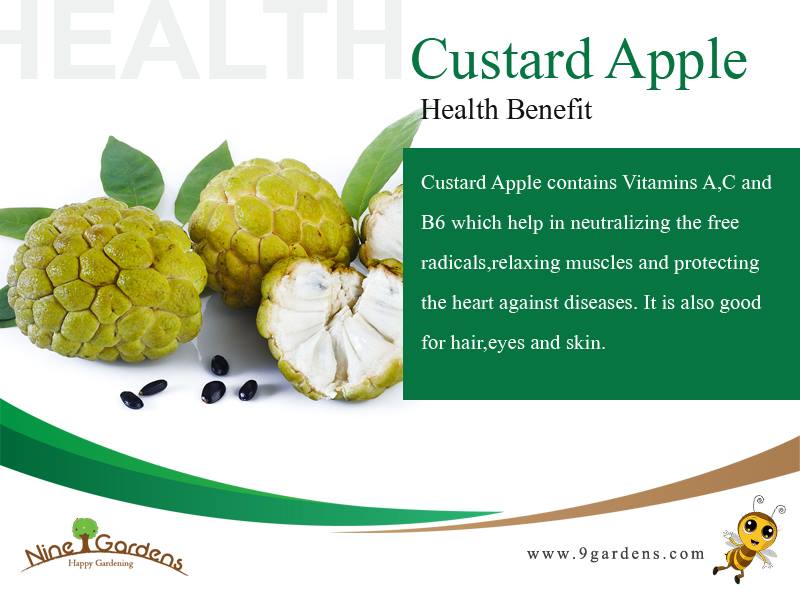 HEALTH
Custard Apple
Health Benefit
Custard Apple contains Vitamins A,C and
B6 which help in neutralizing the free
radicals,relaxing muscles and protecting
the heart against diseases. It is also good
for hair,eyes and skin.
Nine Gardens
Happy Gardening
www.9gardens.com